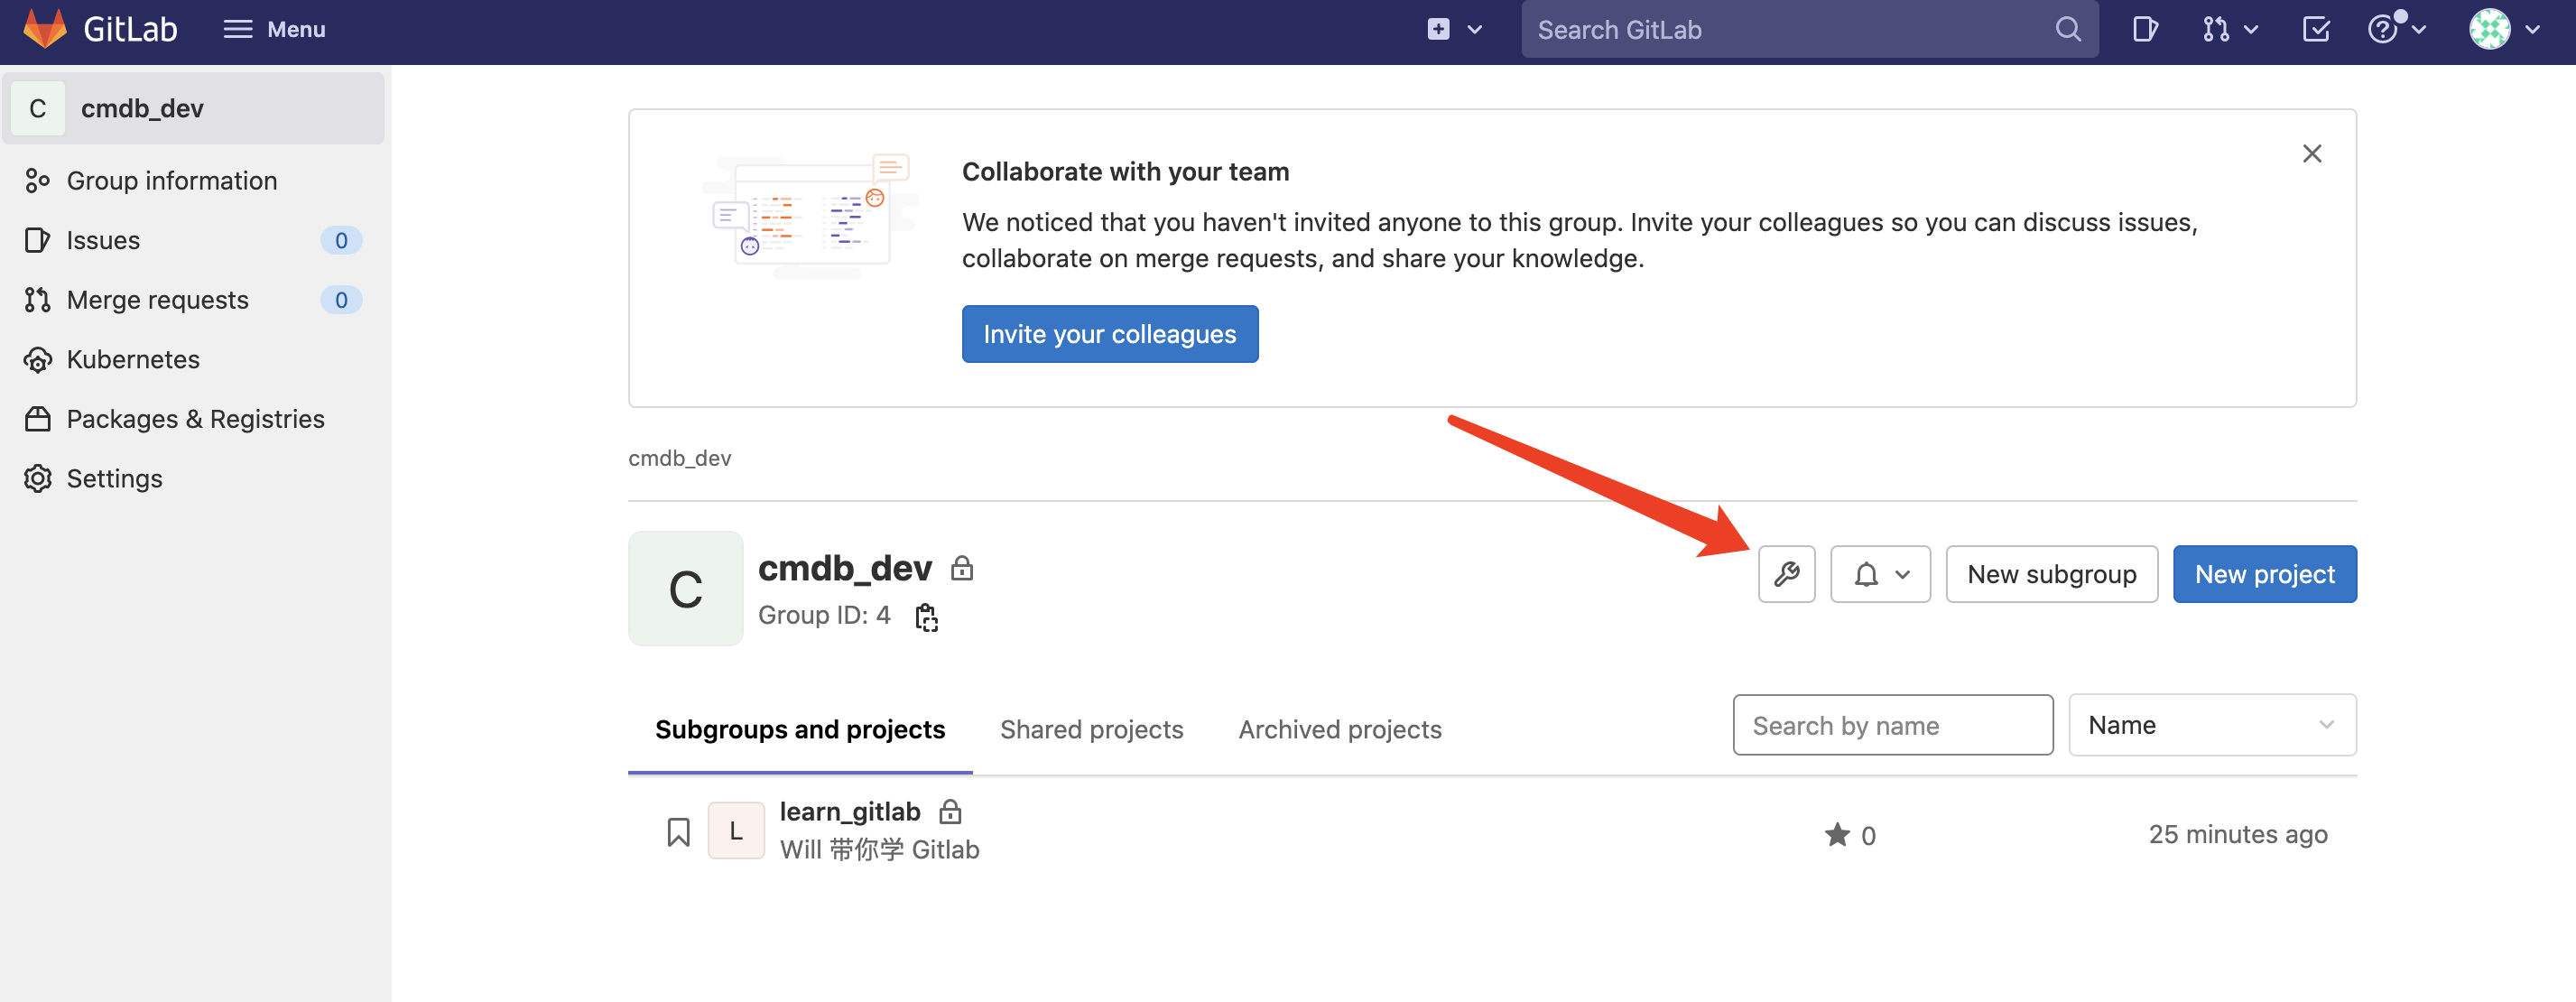 GitLab
Menu
Search GitLab
C
cmdb_dev
Group information
Issues
0
Merge requests
0
Kubernetes
Packages & Registries
Settings
Collaborate with your team
We noticed that you haven't invited anyone to this group. Invite your colleagues so you can discuss issues,
collaborate on merge requests, and share your knowledge.
Invite your colleagues
cmdb_dev
C
cmdb_dev
Group ID: 4
New subgroup
New project
Subgroups and projects
Shared projects
Archived projects
Search by name
Name
L
learn_gitlab
Will 带你学 Gitlab
0
25 minutes ago